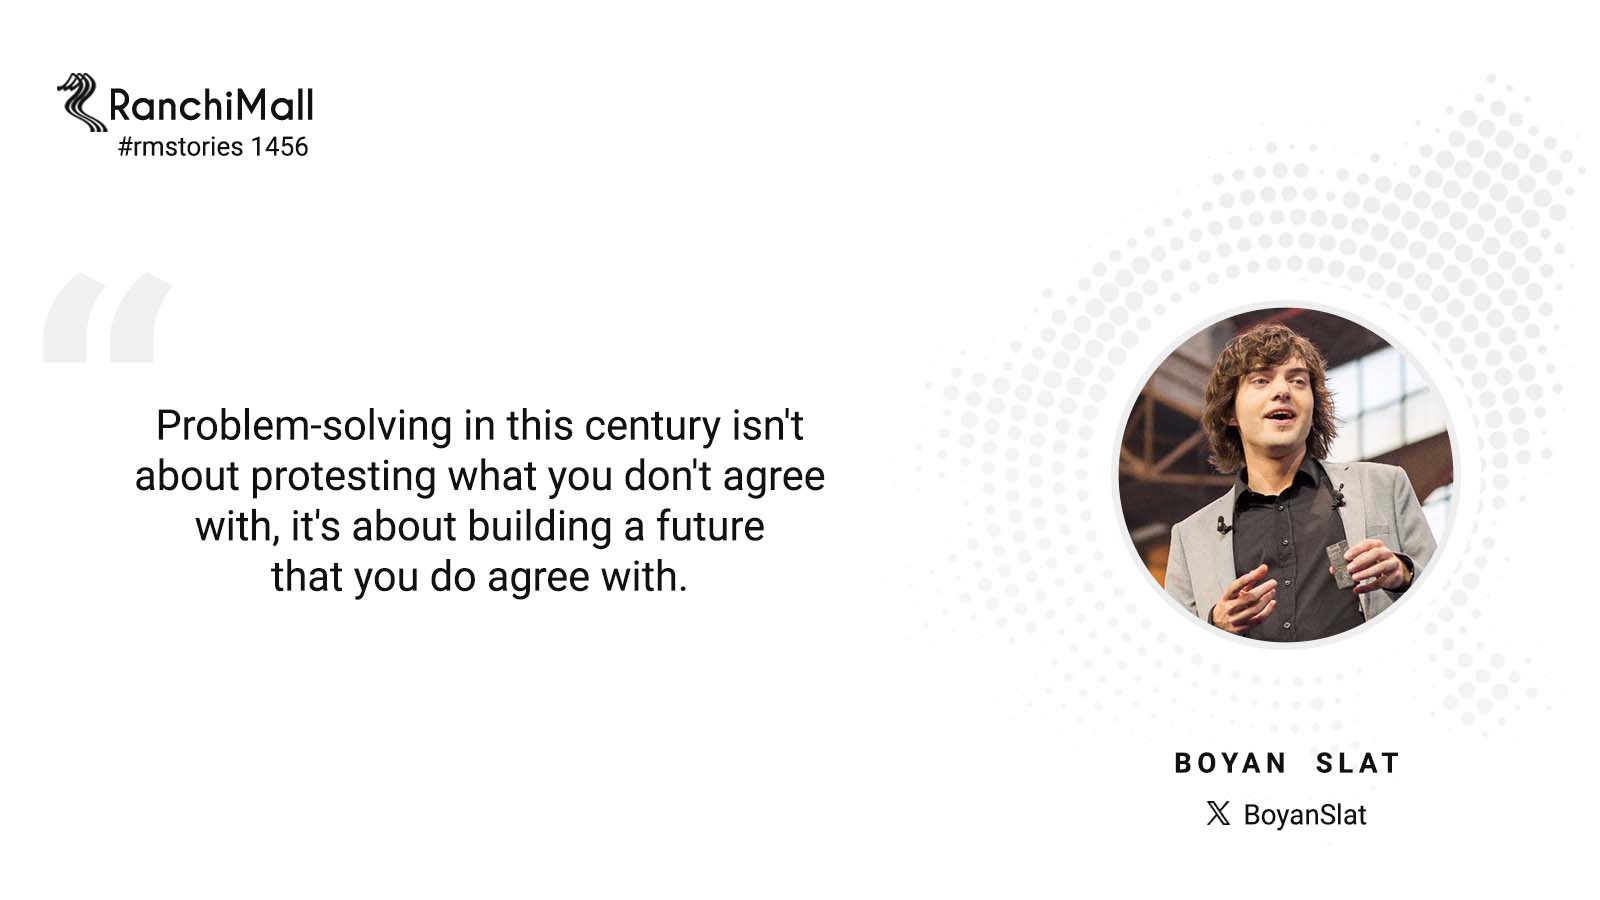 RanchiMall
#rmstories 1456
“
Problem-solving in this century isn't
about protesting what you don't agree
with, it's about building a future
that you do agree with.
BOYAN SLAT
𝕏 BoyanSlat